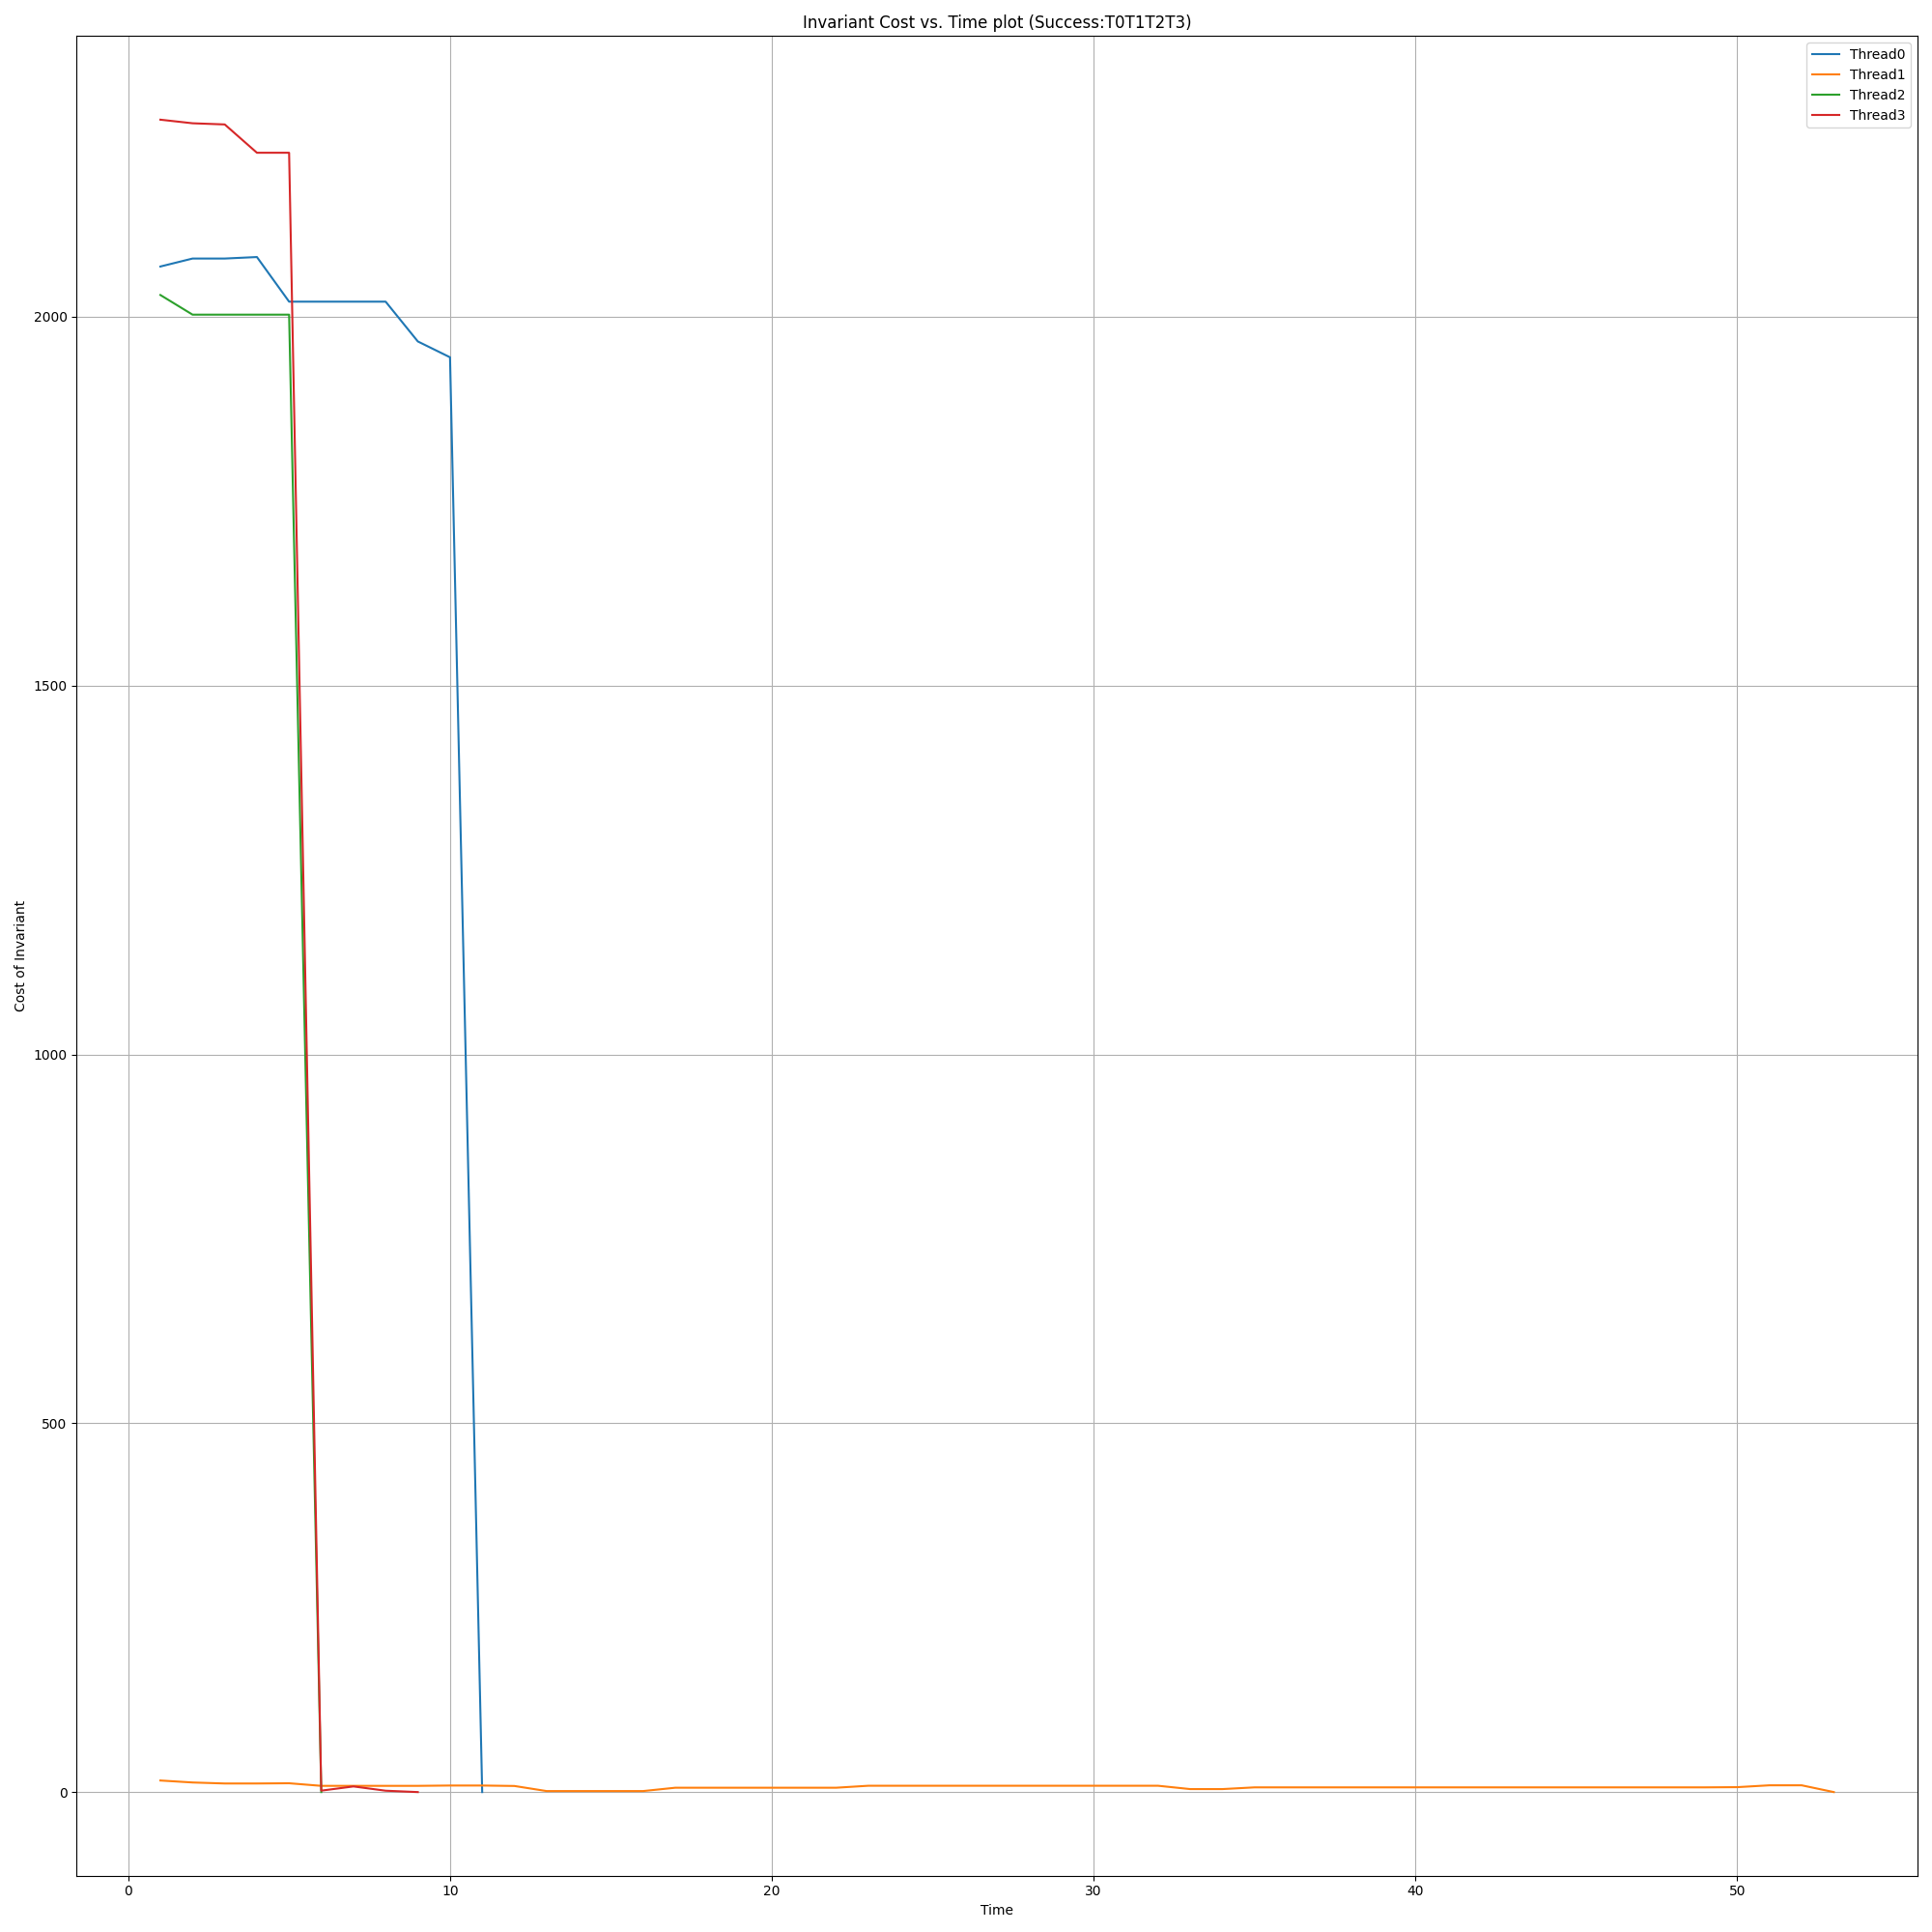 Invariant Cost vs. Time plot (Success:T0T1T2T3)
Thread0
Thread1
Thread2
Thread3
Cost of Invariant
2000
1500
1000
500
0
0 10 20 30 40 50
Time